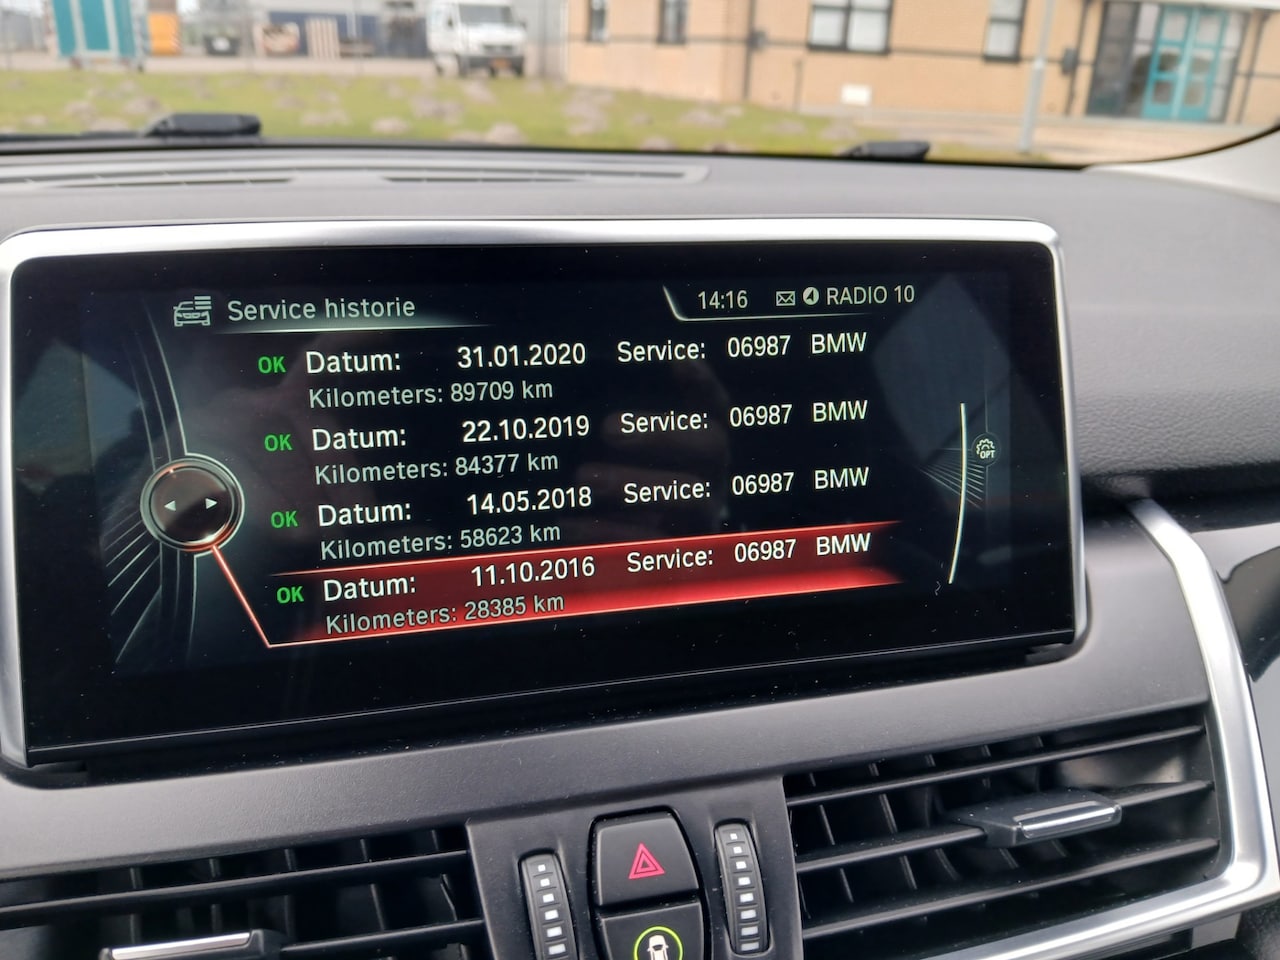 Service historie
14:16 RADIO 10
OK Datum: 31.01.2020 Service: 06987 BMW
Kilometers: 89709 km
OK Datum: 22.10.2019 Service: 06987 BMW
Kilometers: 84377 km
OPT
OK Datum: 14.05.2018 Service: 06987 BMW
Kilometers: 58623 km
OK Datum: 11.10.2016 Service: 06987 BMW
Kilometers: 28385 km